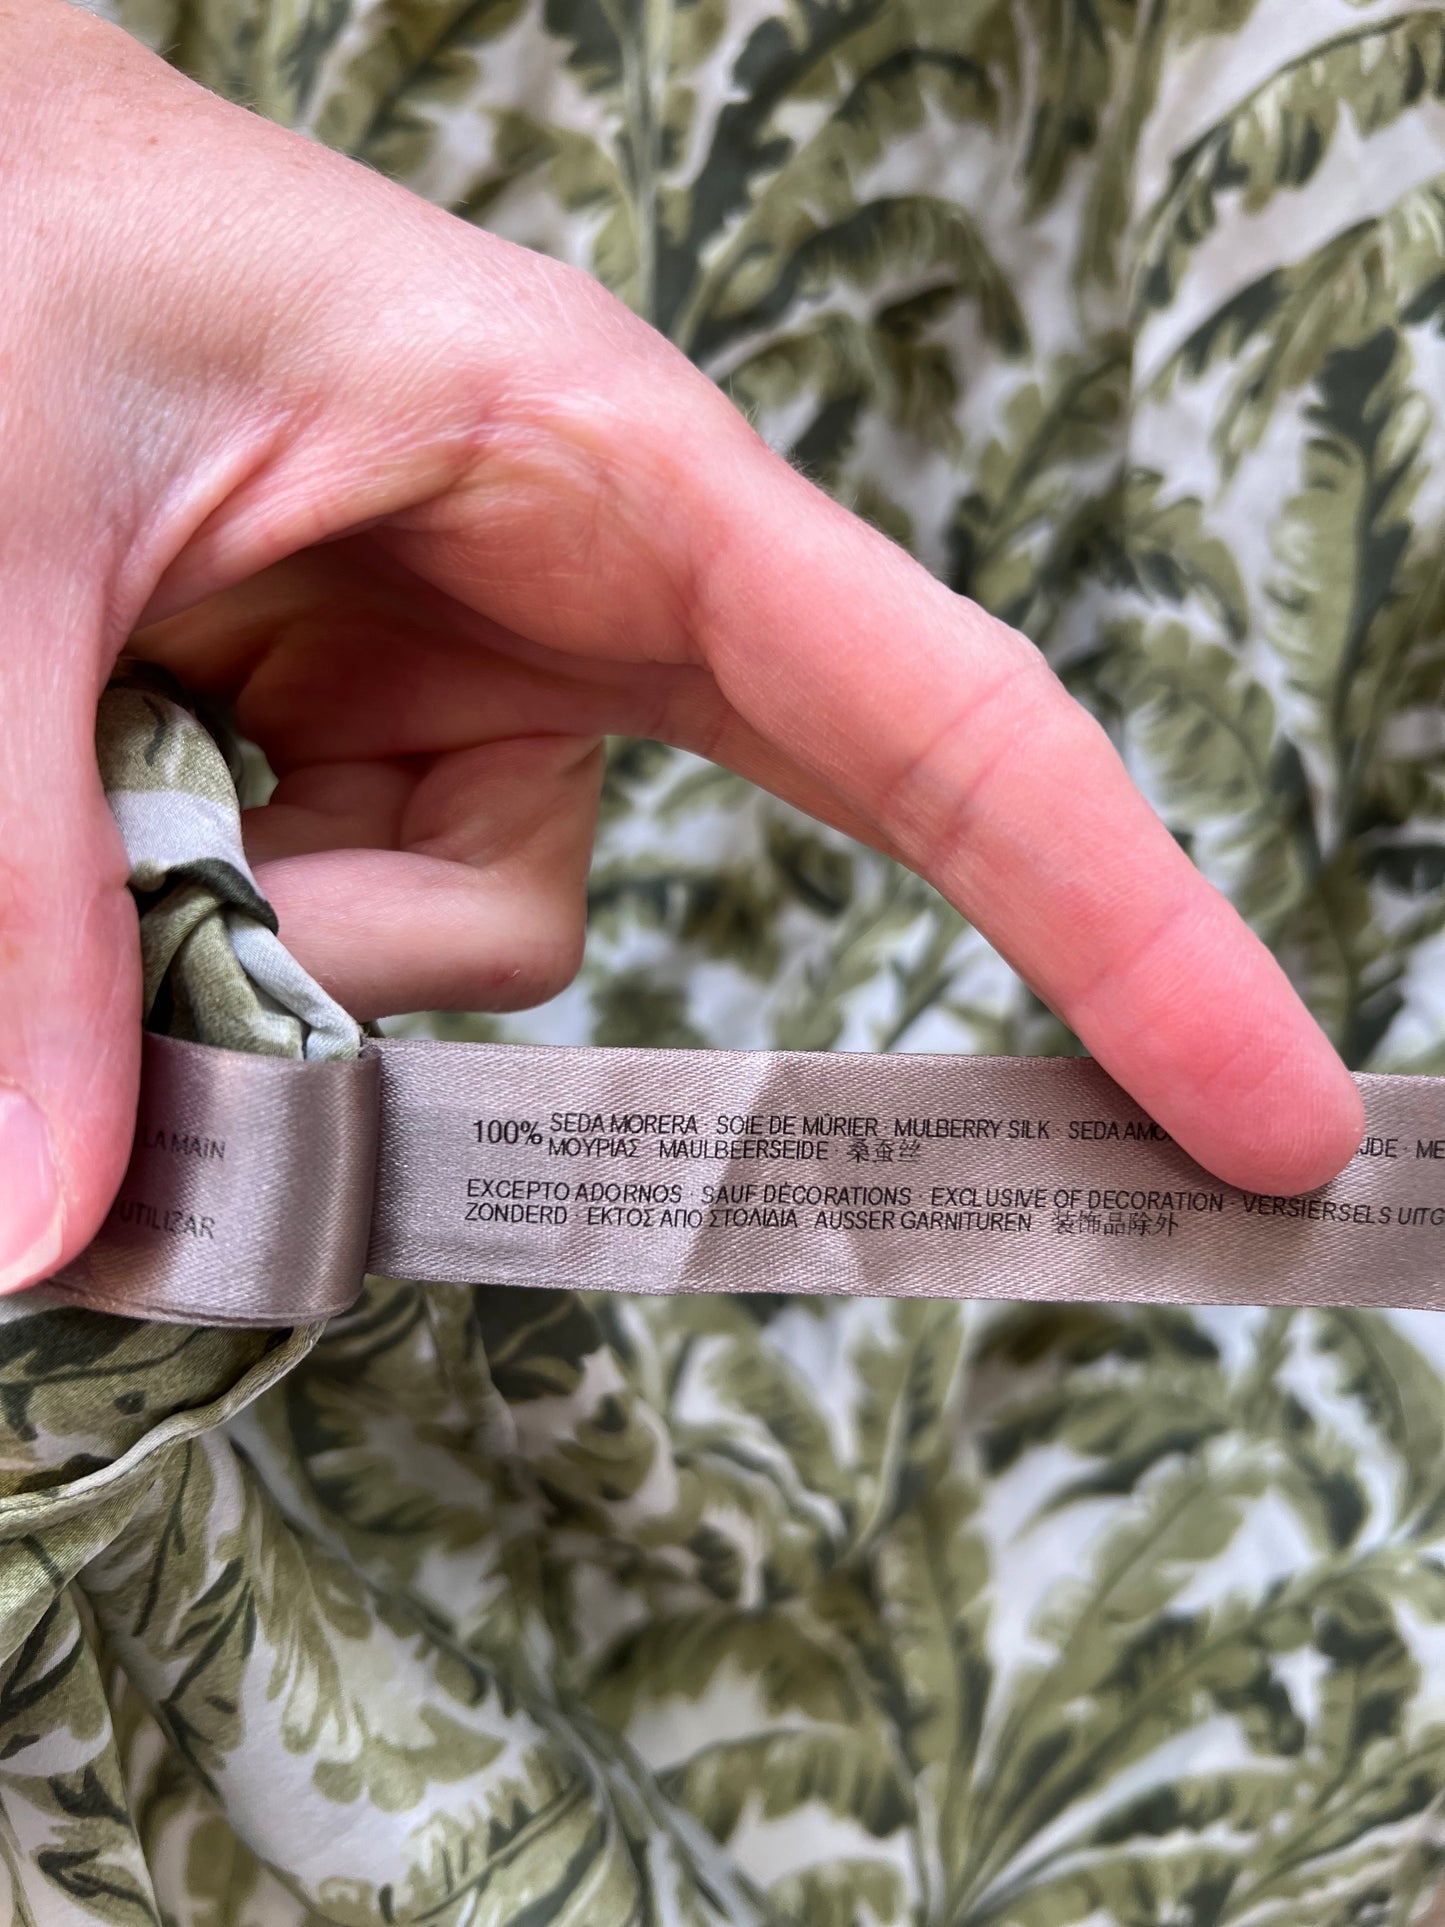 LA MAIN
UTILIZAR
100% SEDA MORERA · SOIE DE MÛRIER · MULBERRY SILK · SEDA AMO
ΜΟΥΡΙΑΣ · MAULBEERSEIDE · 桑蚕丝
EXCEPTO ADORNOS · SAUF DÉCORATIONS · EXCLUSIVE OF DECORATION · VERSIERSELS UITG
ZONDERD · ΕΚΤΟΣ ΑΠΟ ΣΤΟΛΙΔΙΑ · AUSSER GARNITUREN · 装饰品除外